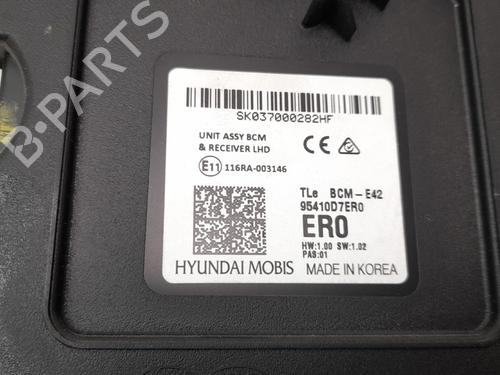 B-PARTS
SK037000282HF
UNIT ASSY BCM
& RECEIVER LHD
CE
E11 116RA-003146
TLe BCM-E42
95410D7ER0
ER0
HW:1.00 SW:1.02
PAS:01
HYUNDAI MOBIS MADE IN KOREA